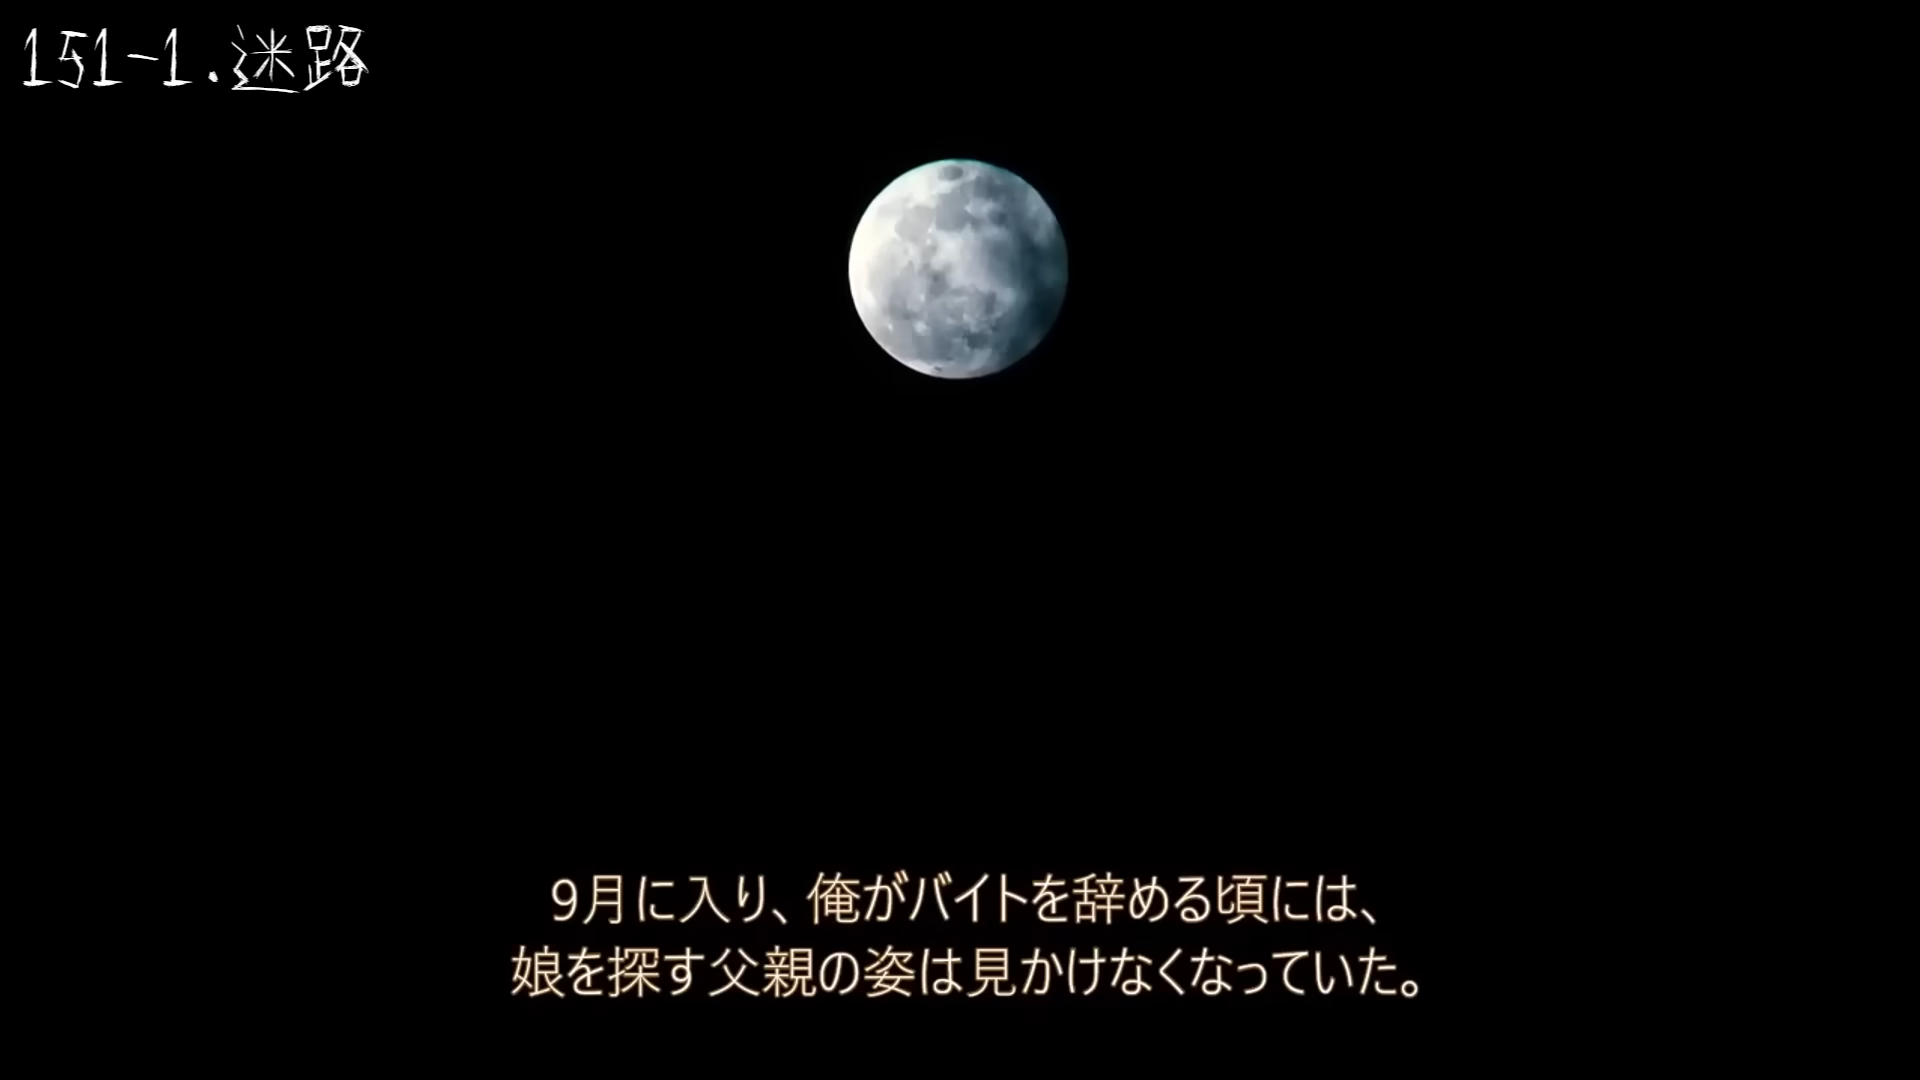 151-1.迷路
9月に入り、俺がバイトを辞める頃には、
娘を探す父親の姿は見かけなくなっていた。